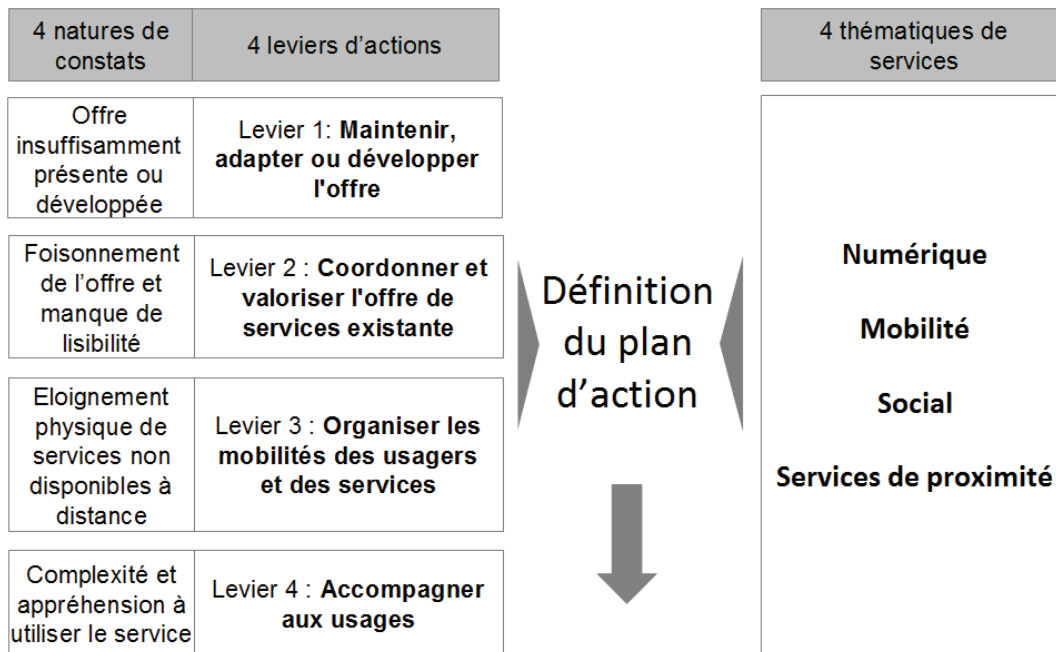 4 natures de
constats
4 leviers d’actions
4 thématiques de
services
Offre
insuffisamment
présente ou
développée
Levier 1: Maintenir,
adapter ou développer
l'offre
Foisonnement
de l’offre et
manque de
lisibilité
Levier 2 : Coordonner et
valoriser l'offre de
services existante
Eloignement
physique de
services non
disponibles à
distance
Levier 3 : Organiser les
mobilités des usagers
et des services
Complexité et
appréhension à
utiliser le service
Levier 4 : Accompagner
aux usages
Définition
du plan
d’action
Numérique
Mobilité
Social
Services de proximité